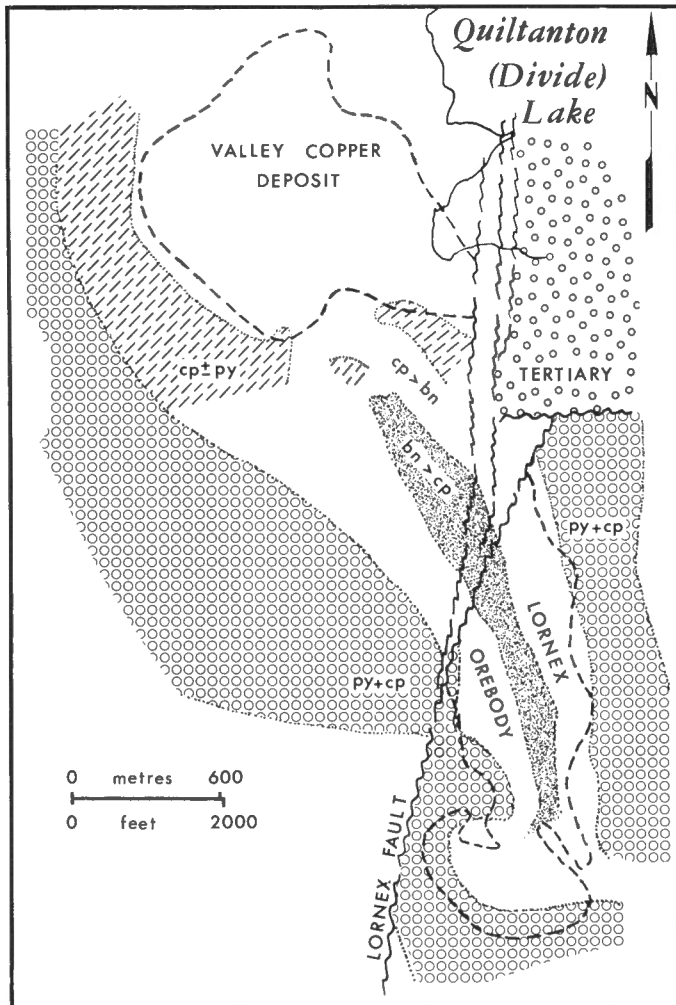 Quiltanton
(Divide)
Lake
N
VALLEY COPPER
DEPOSIT
cp ± py
cp > bn
TERTIARY
bn > cp
py + cp
LORNEX
OREBODY
py + cp
0 metres 600
0 feet 2000
LORNEX FAULT